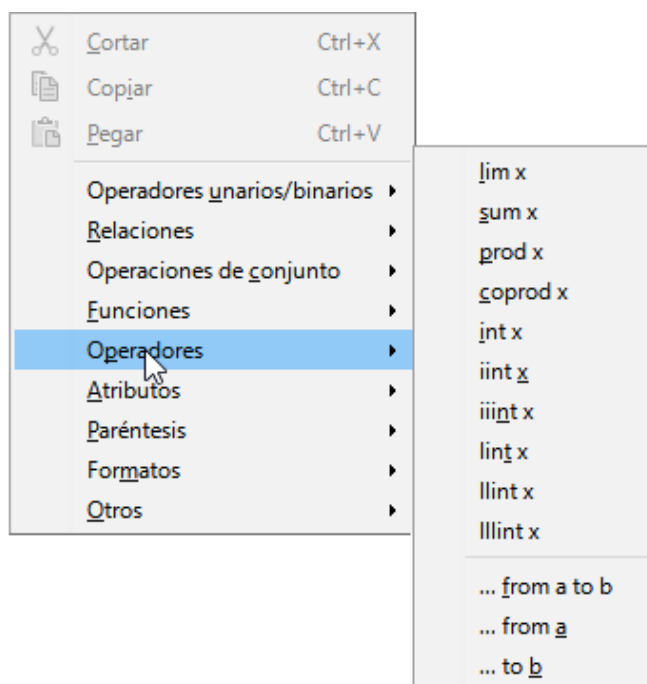 Cortar Ctrl+X
Copiar Ctrl+C
Pegar Ctrl+V
Operadores unarios/binarios
Relaciones
Operaciones de conjunto
Funciones
Operadores
Atributos
Paréntesis
Formatos
Otros
lim x
sum x
prod x
coprod x
int x
iint x
iiint x
lint x
llint x
lllint x
... from a to b
... from a
... to b